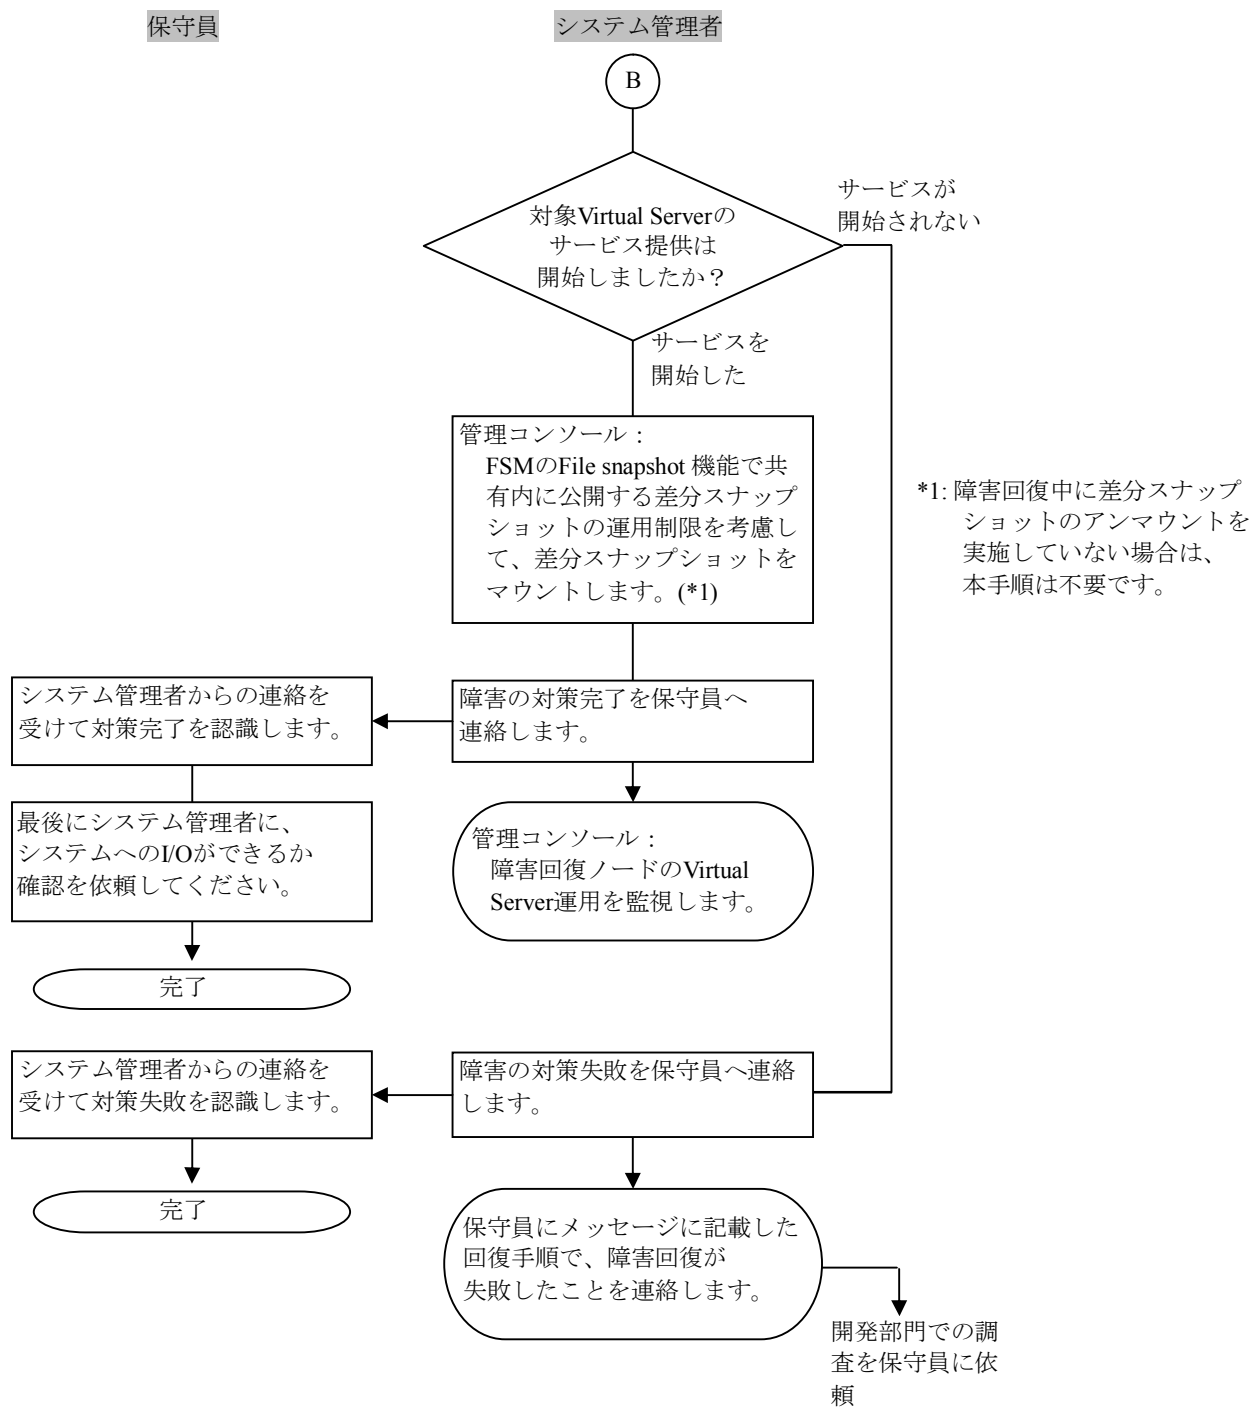 保守員
システム管理者
B
対象Virtual Serverの
サービス提供は
開始しましたか？
サービスが
開始されない
サービスを
開始した
管理コンソール：
FSMのFile snapshot 機能で共
有内に公開する差分スナップ
ショットの運用制限を考慮し
て、差分スナップショットを
マウントします。(*1)
*1: 障害回復中に差分スナップ
ショットのアンマウントを
実施していない場合は、
本手順は不要です。
システム管理者からの連絡を
受けて対策完了を認識します。
障害の対策完了を保守員へ
連絡します。
最後にシステム管理者に、
システムへのI/Oができるか
確認を依頼してください。
管理コンソール：
障害回復ノードのVirtual
Server運用を監視します。
完了
システム管理者からの連絡を
受けて対策失敗を認識します。
障害の対策失敗を保守員へ連絡
します。
完了
保守員にメッセージに記載した
回復手順で、障害回復が
失敗したことを連絡します。
開発部門での調
査を保守員に依
頼